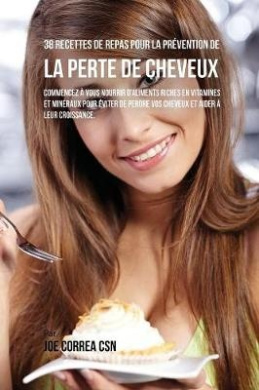 38 RECETTES DE REPAS POUR LA PRÉVENTION DE
LA PERTE DE CHEVEUX
COMMENCEZ À VOUS NOURRIR D'ALIMENTS RICHES EN VITAMINES
ET MINÉRAUX POUR ÉVITER DE PERDRE VOS CHEVEUX ET AIDER À
LEUR CROISSANCE.
JOE CORREA CSN